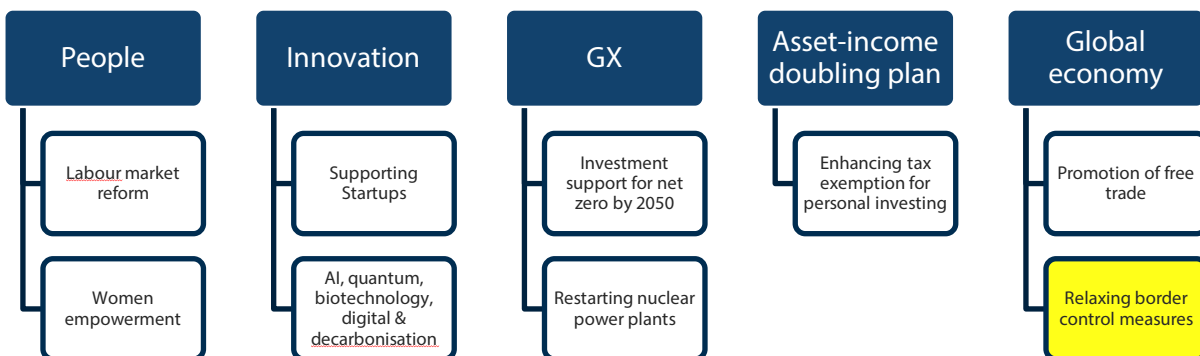 People
Innovation
GX
Asset-income
doubling plan
Global
economy
Labour market
reform
Supporting
Startups
Investment
support for net
zero by 2050
Enhancing tax
exemption for
personal investing
Promotion of free
trade
Women
empowerment
AI, quantum,
biotechnology,
digital &
decarbonisation
Restarting nuclear
power plants
Relaxing border
control measures